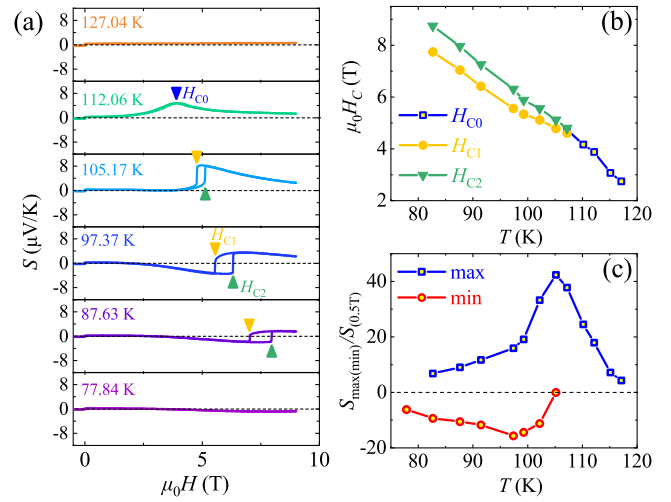 (a)
127.04 K
8
0
-8
112.06 K
H_C0
8
0
-8
105.17 K
8
0
-8
97.37 K
H_C1
H_C2
8
0
-8
87.63 K
8
0
-8
77.84 K
8
0
-8
S (μV/K)
0 5 10
μ₀H (T)
(b)
8
6
4
2
μ₀H_C (T)
H_C0
H_C1
H_C2
80 90 100 110 120
T (K)
(c)
max
min
40
20
0
-20
S_max(min)/S_(0.5T)
80 90 100 110 120
T (K)